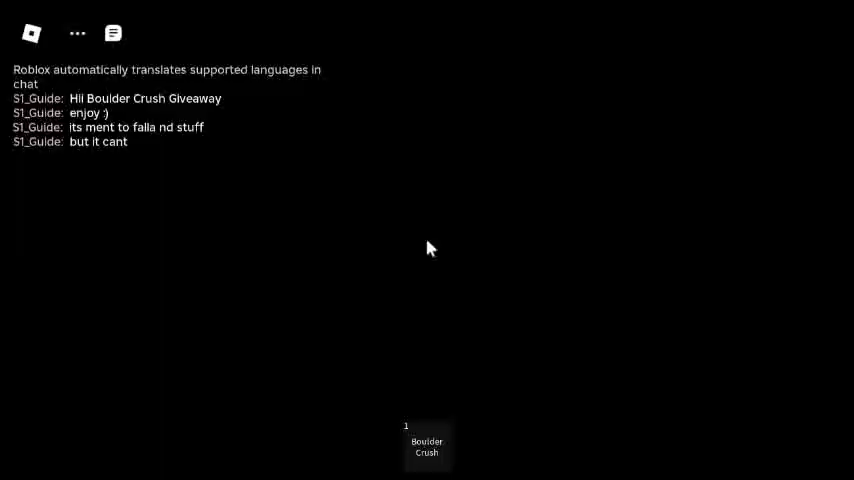 Roblox automatically translates supported languages in
chat
S1_Guide: Hii Boulder Crush Giveaway
S1_Guide: enjoy :)
S1_Guide: its ment to falla nd stuff
S1_Guide: but it cant
1
Boulder
Crush